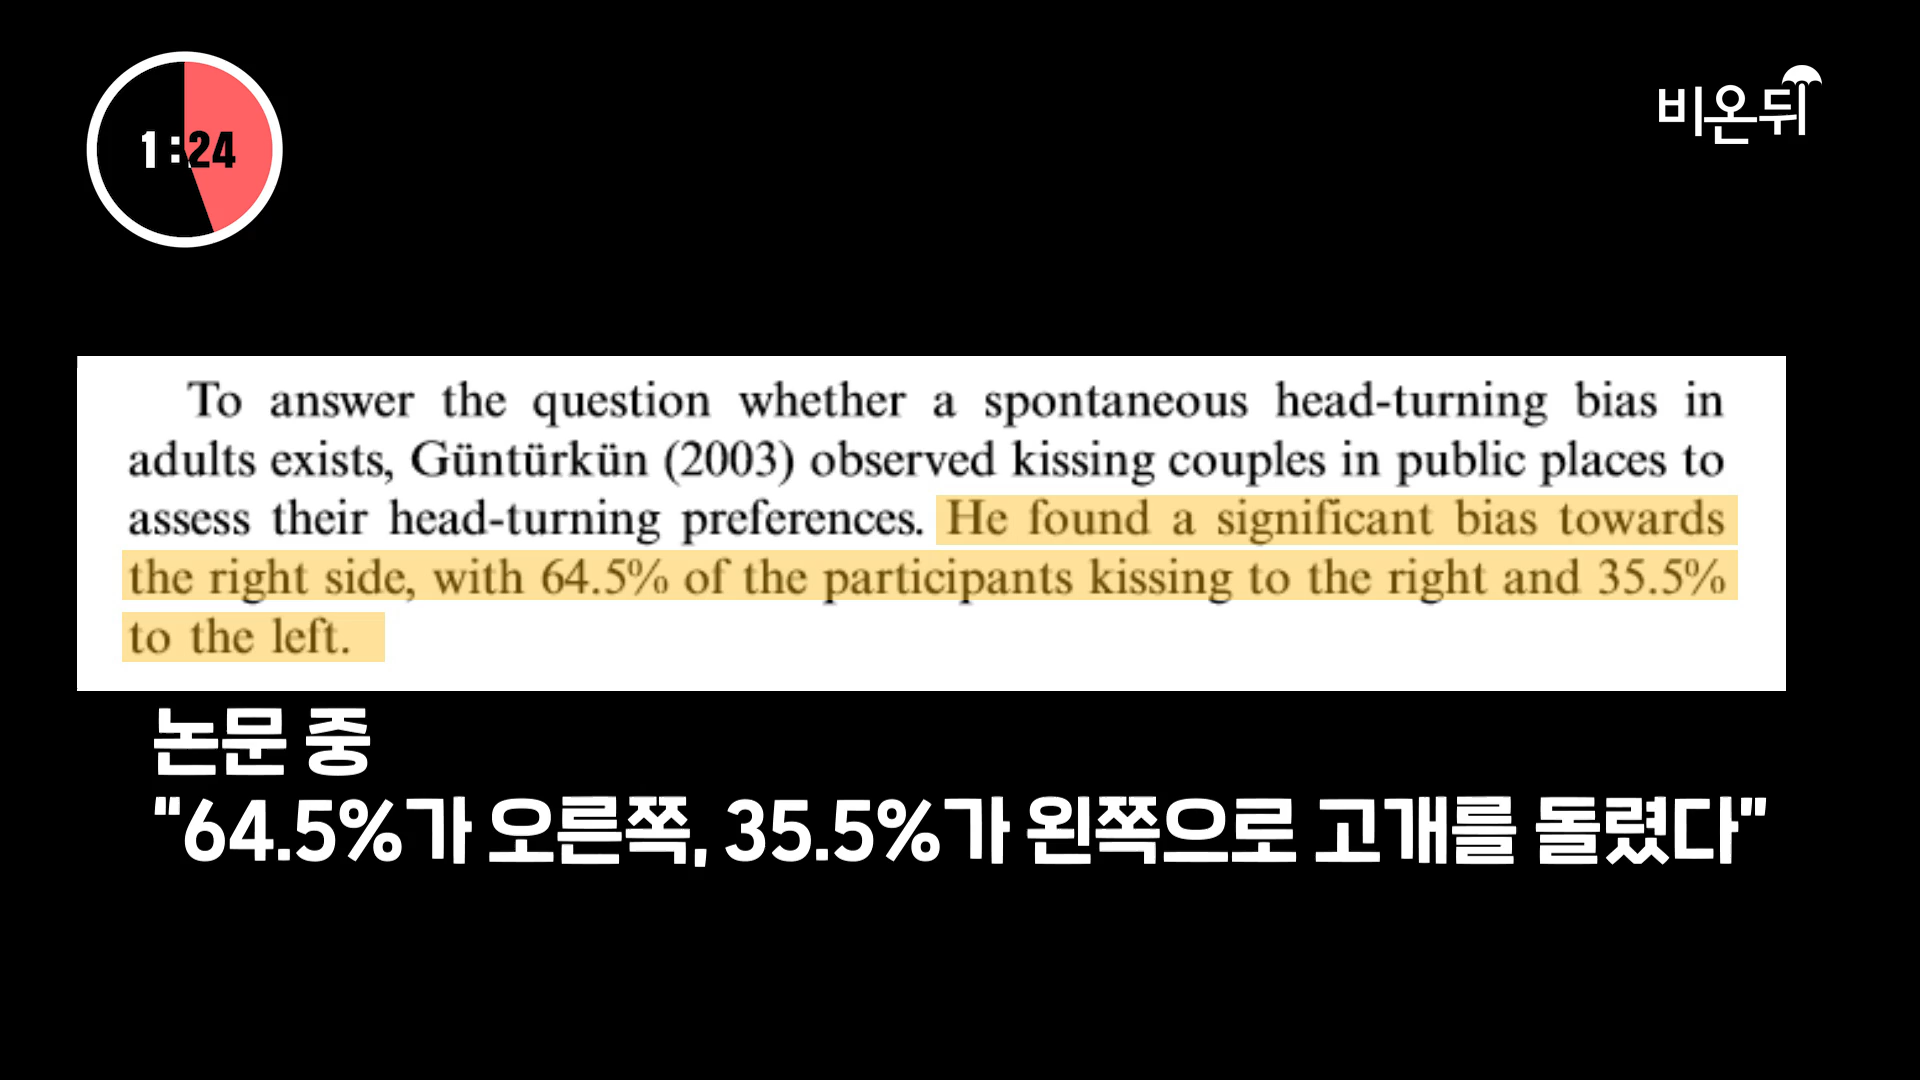 1:24
비온뒤
To answer the question whether a spontaneous head-turning bias in
adults exists, Güntürkün (2003) observed kissing couples in public places to
assess their head-turning preferences. He found a significant bias towards
the right side, with 64.5% of the participants kissing to the right and 35.5%
to the left.
논문 중
"64.5%가 오른쪽, 35.5%가 왼쪽으로 고개를 돌렸다"